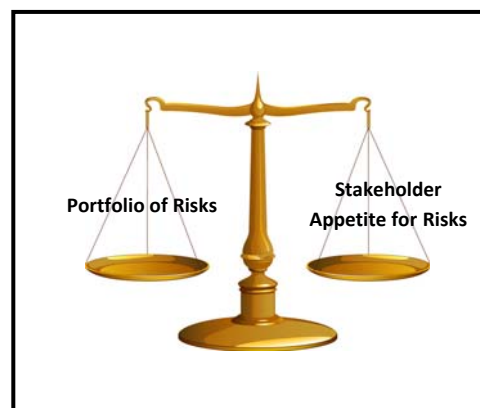 Portfolio of Risks
Stakeholder
Appetite for Risks